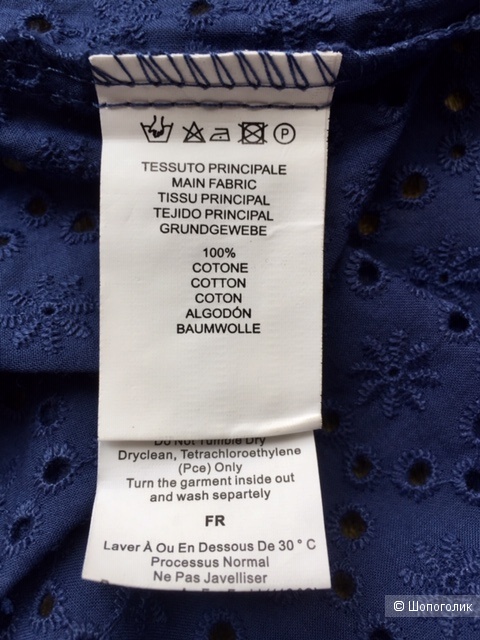 P
TESSUTO PRINCIPALE
MAIN FABRIC
TISSU PRINCIPAL
TEJIDO PRINCIPAL
GRUNDGEWEBE
100%
COTONE
COTTON
COTON
ALGODÓN
BAUMWOLLE
Do Not Tumble Dry
Dryclean, Tetrachloroethylene
(Pce) Only
Turn the garment inside out
and wash separtely
FR
Laver À Ou En Dessous De 30 ° C
Processus Normal
Ne Pas Javelliser
© Шопоголик